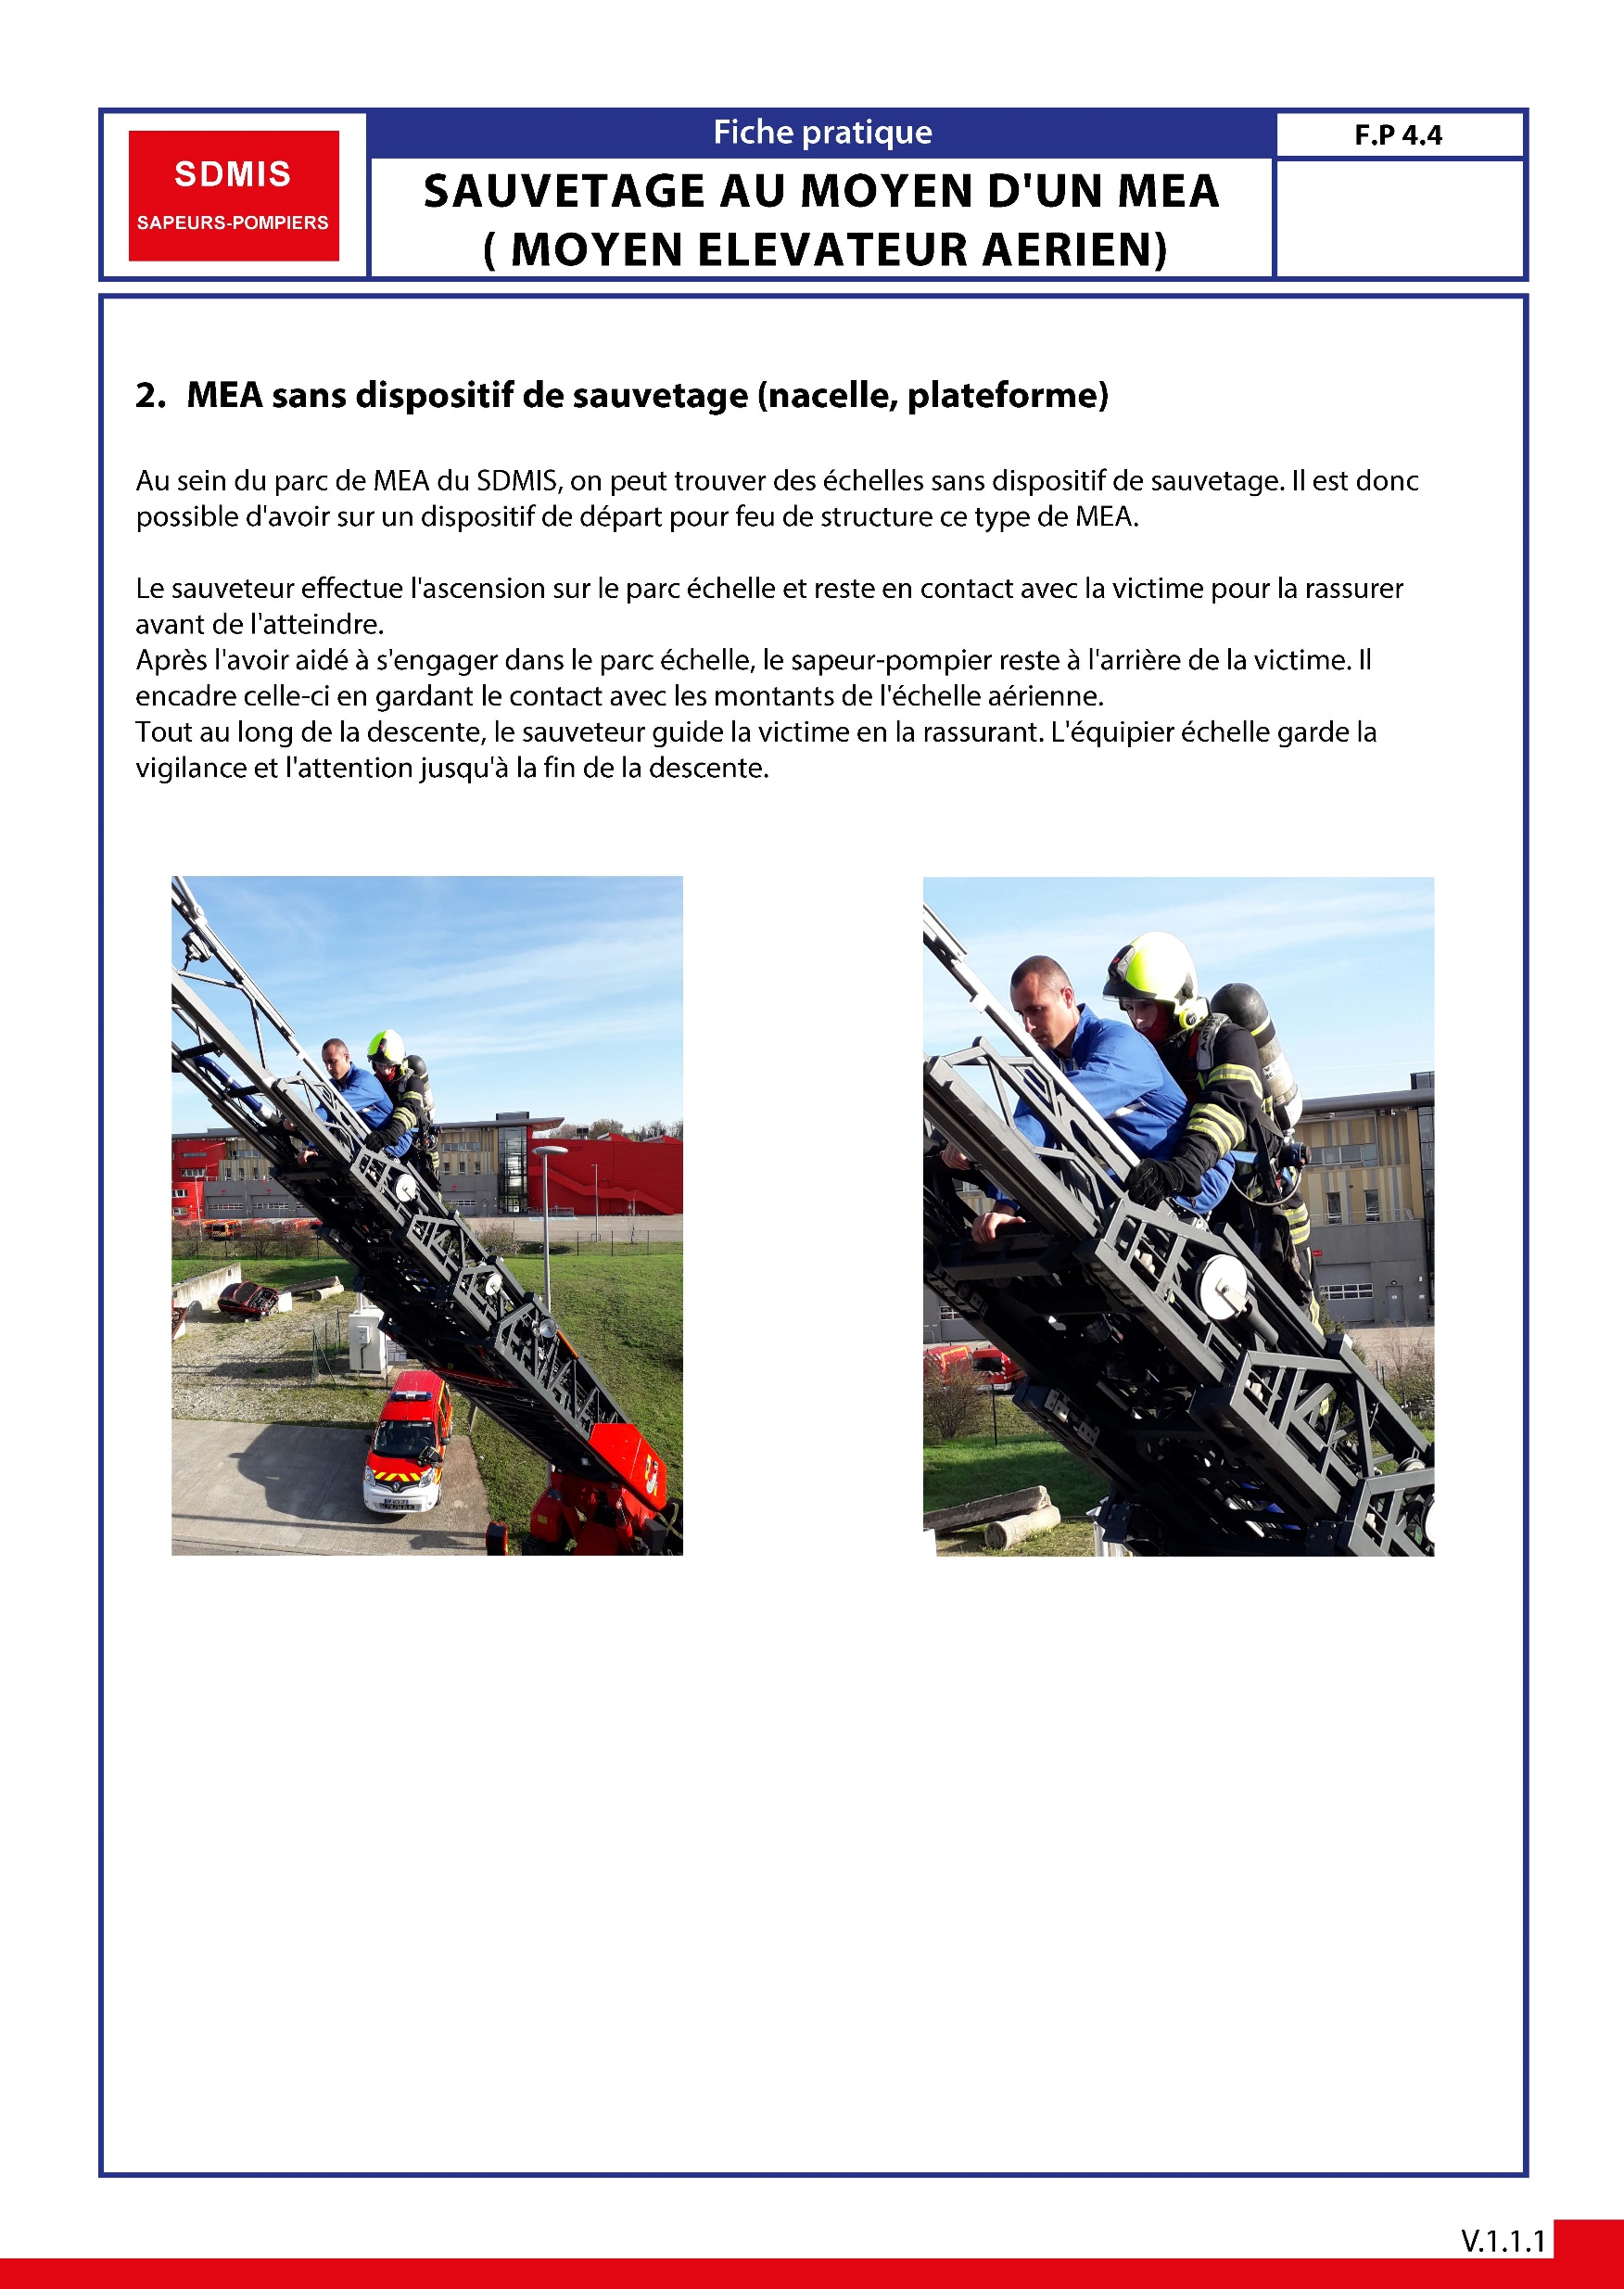 SDMIS
SAPEURS-POMPIERS
Fiche pratique
F.P 4.4
SAUVETAGE AU MOYEN D'UN MEA
( MOYEN ELEVATEUR AERIEN)
2. MEA sans dispositif de sauvetage (nacelle, plateforme)
Au sein du parc de MEA du SDMIS, on peut trouver des échelles sans dispositif de sauvetage. Il est donc
possible d'avoir sur un dispositif de départ pour feu de structure ce type de MEA.
Le sauveteur effectue l'ascension sur le parc échelle et reste en contact avec la victime pour la rassurer
avant de l'atteindre.
Après l'avoir aidé à s'engager dans le parc échelle, le sapeur-pompier reste à l'arrière de la victime. Il
encadre celle-ci en gardant le contact avec les montants de l'échelle aérienne.
Tout au long de la descente, le sauveteur guide la victime en la rassurant. L'équipier échelle garde la
vigilance et l'attention jusqu'à la fin de la descente.
V.1.1.1